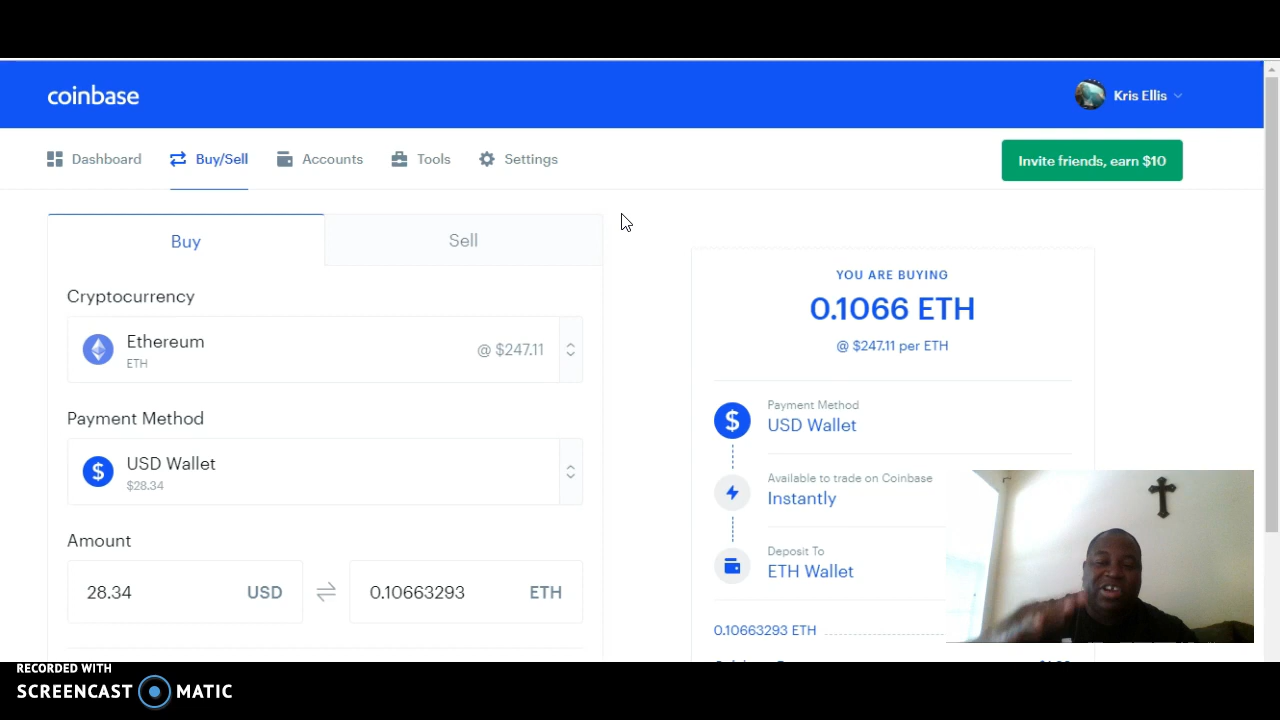 coinbase
Kris Ellis
Dashboard
Buy/Sell
Accounts
Tools
Settings
Invite friends, earn $10
Buy
Sell
Cryptocurrency
Ethereum
ETH
@ $247.11
Payment Method
USD Wallet
$28.34
Amount
28.34 USD
0.10663293 ETH
YOU ARE BUYING
0.1066 ETH
@ $247.11 per ETH
$
Payment Method
USD Wallet
Available to trade on Coinbase
Instantly
Deposit To
ETH Wallet
0.10663293 ETH
RECORDED WITH
SCREENCAST MATIC